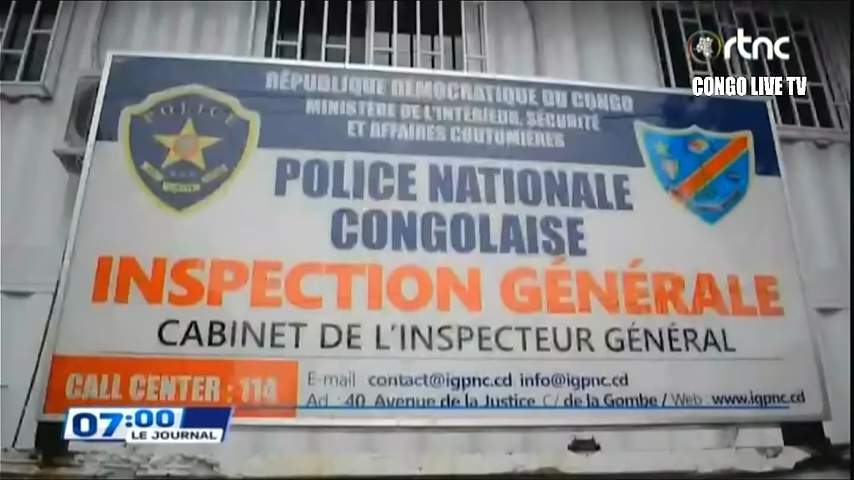 rtnc
CONGO LIVE TV
RÉPUBLIQUE DÉMOCRATIQUE DU CONGO
MINISTÈRE DE L'INTÉRIEUR, SÉCURITÉ
ET AFFAIRES COUTUMIÈRES
POLICE
POLICE NATIONALE
CONGOLAISE
INSPECTION GÉNÉRALE
CABINET DE L'INSPECTEUR GÉNÉRAL
CALL CENTER : 114
E-mail contact@igpnc.cd info@igpnc.cd
Ad. : 40, Avenue de la Justice, C/ de la Gombe / Web : www.igpnc.cd
07:00
LE JOURNAL